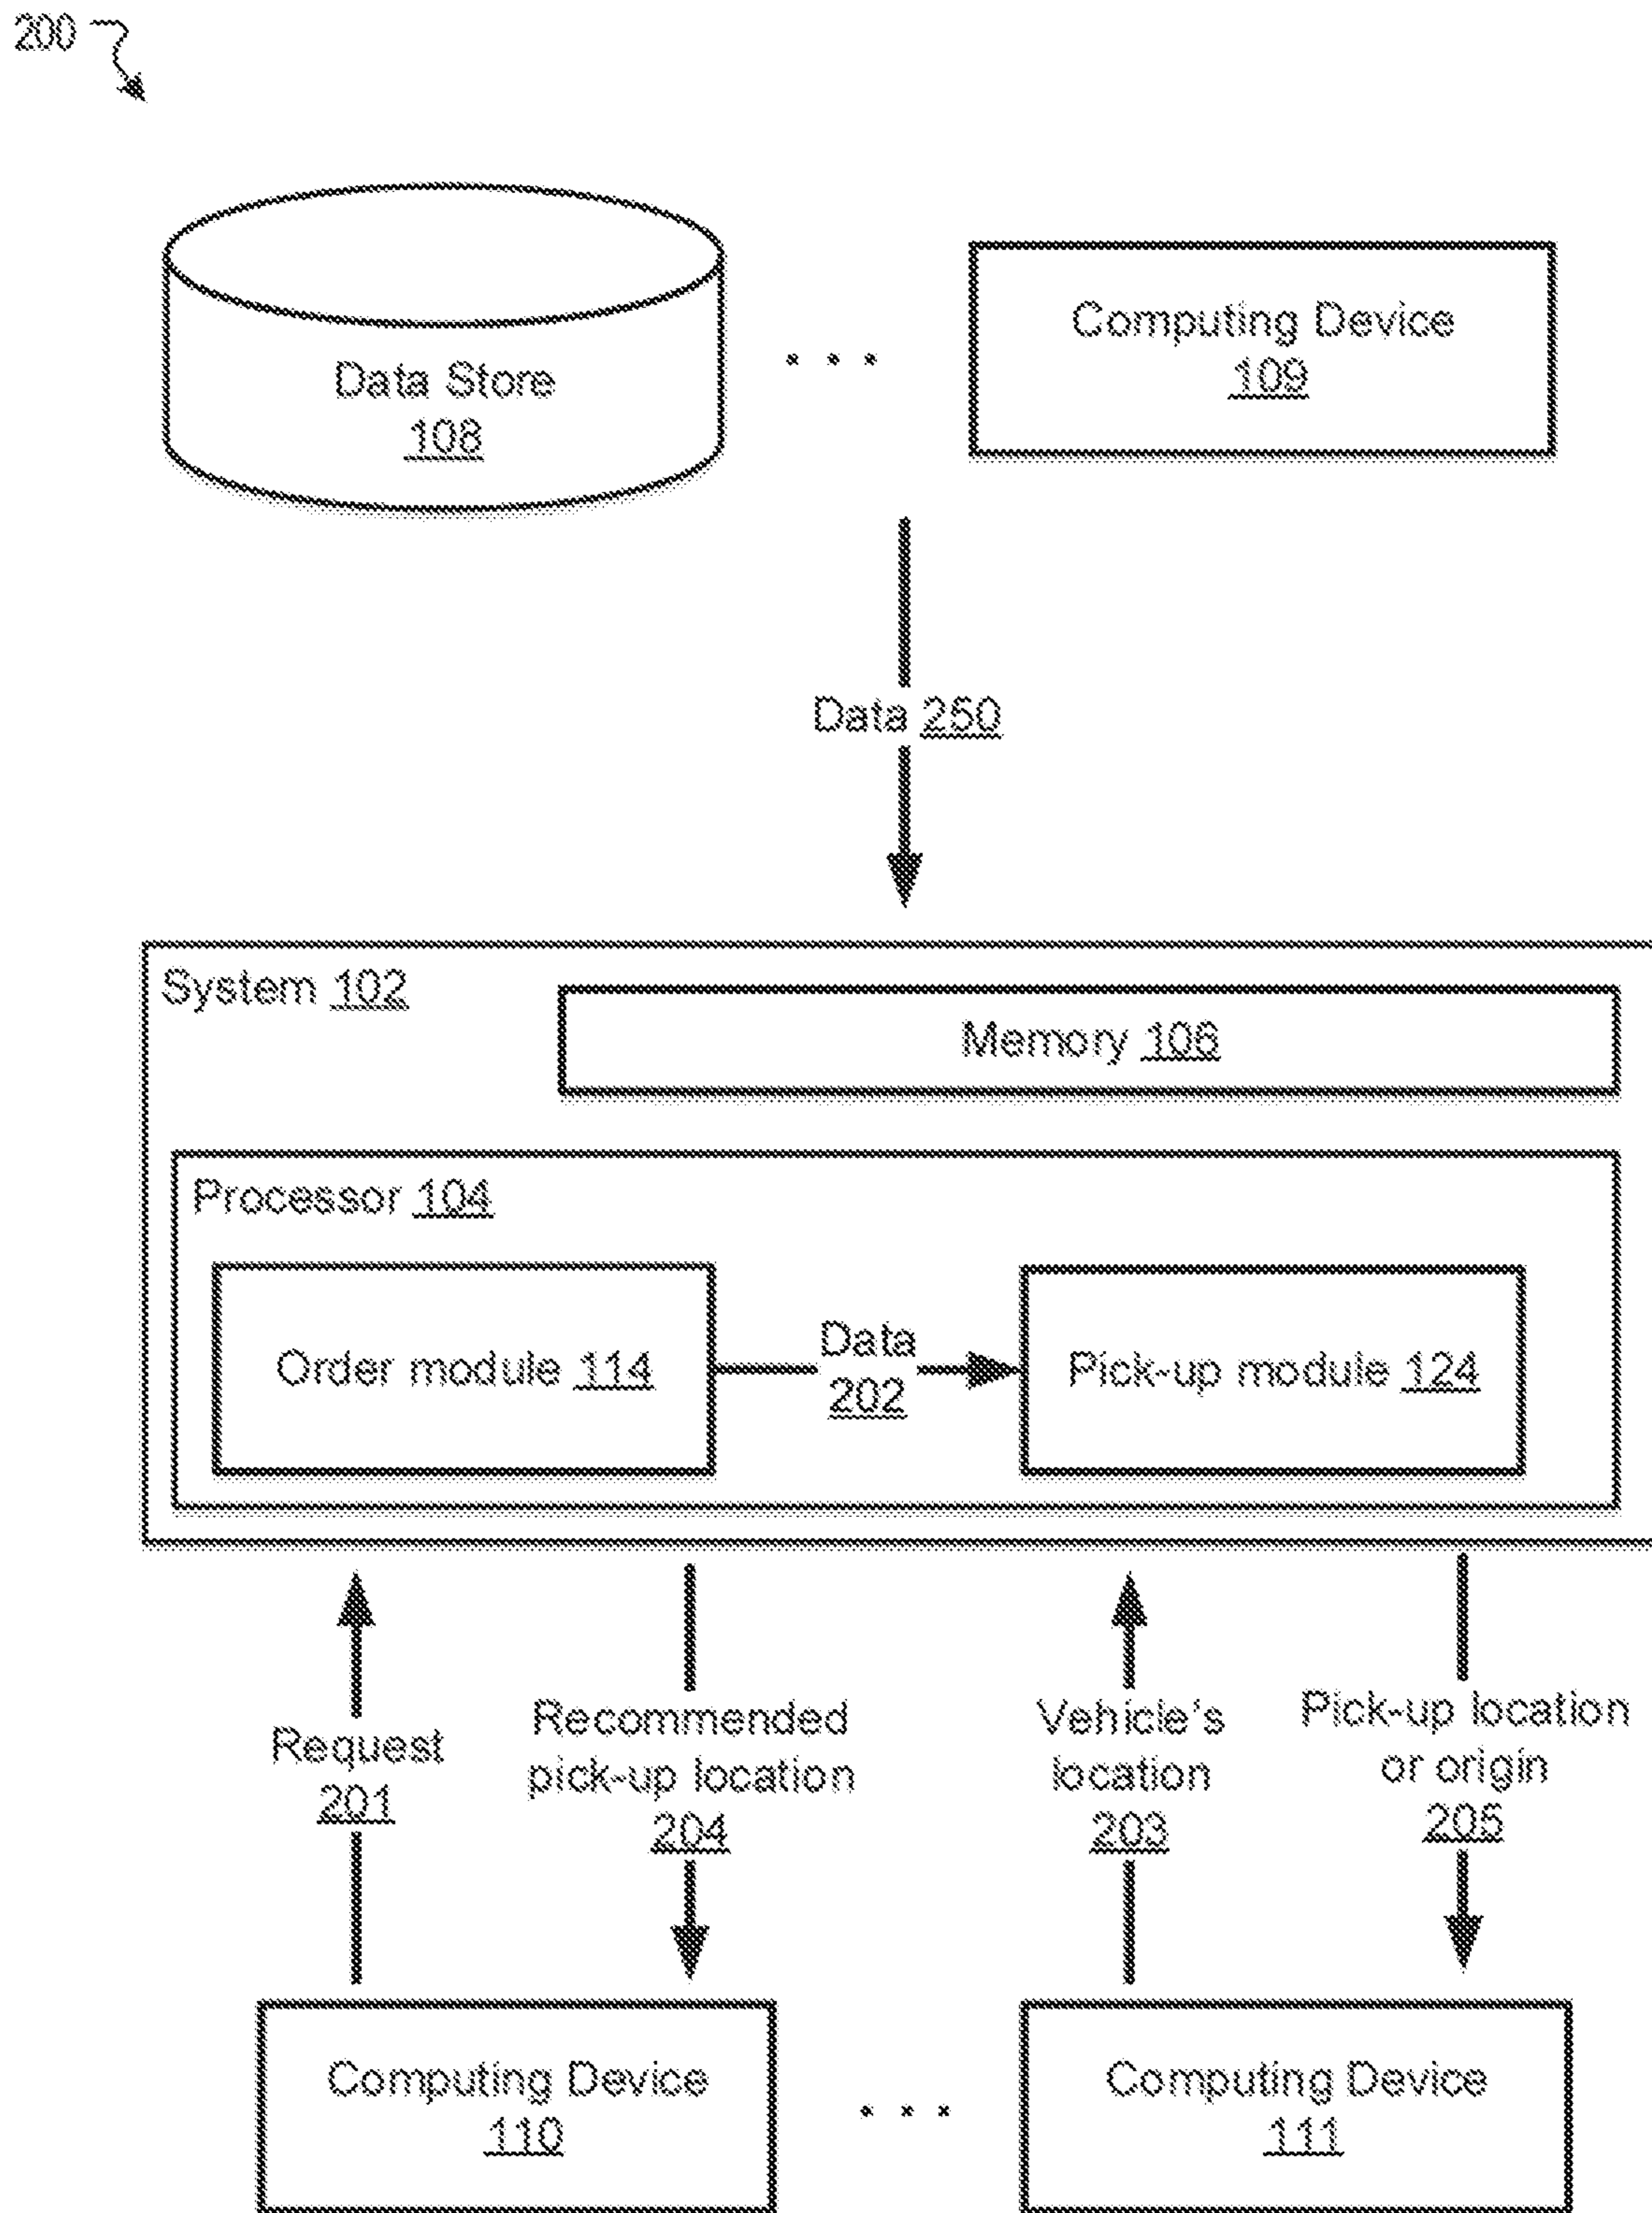 200
Data Store
108
. . .
Computing Device
109
Data 250
System 102
Memory 106
Processor 104
Order module 114
Data
202
Pick-up module 124
Request
201
Recommended
pick-up location
204
Vehicle's
location
203
Pick-up location
or origin
205
Computing Device
110
. . .
Computing Device
111